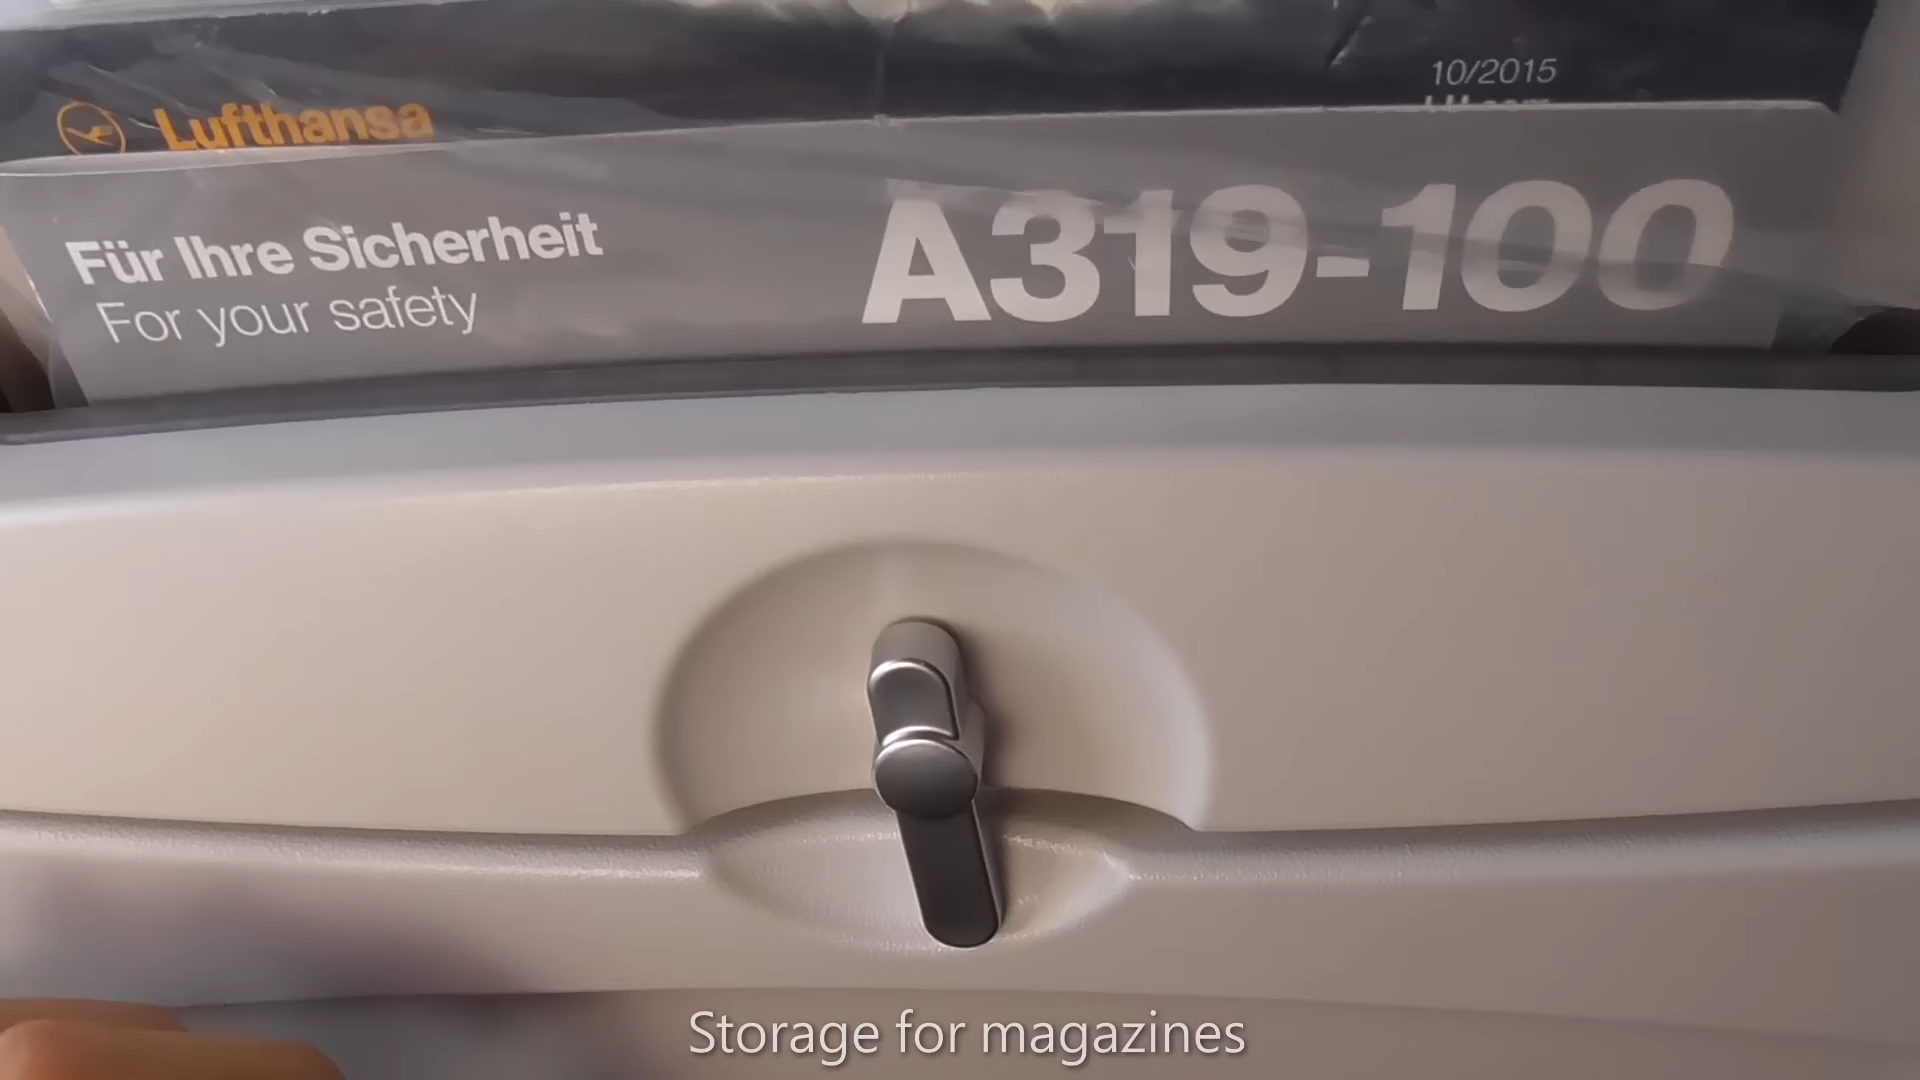 10/2015
Lufthansa
Für Ihre Sicherheit
For your safety
A319-100
Storage for magazines